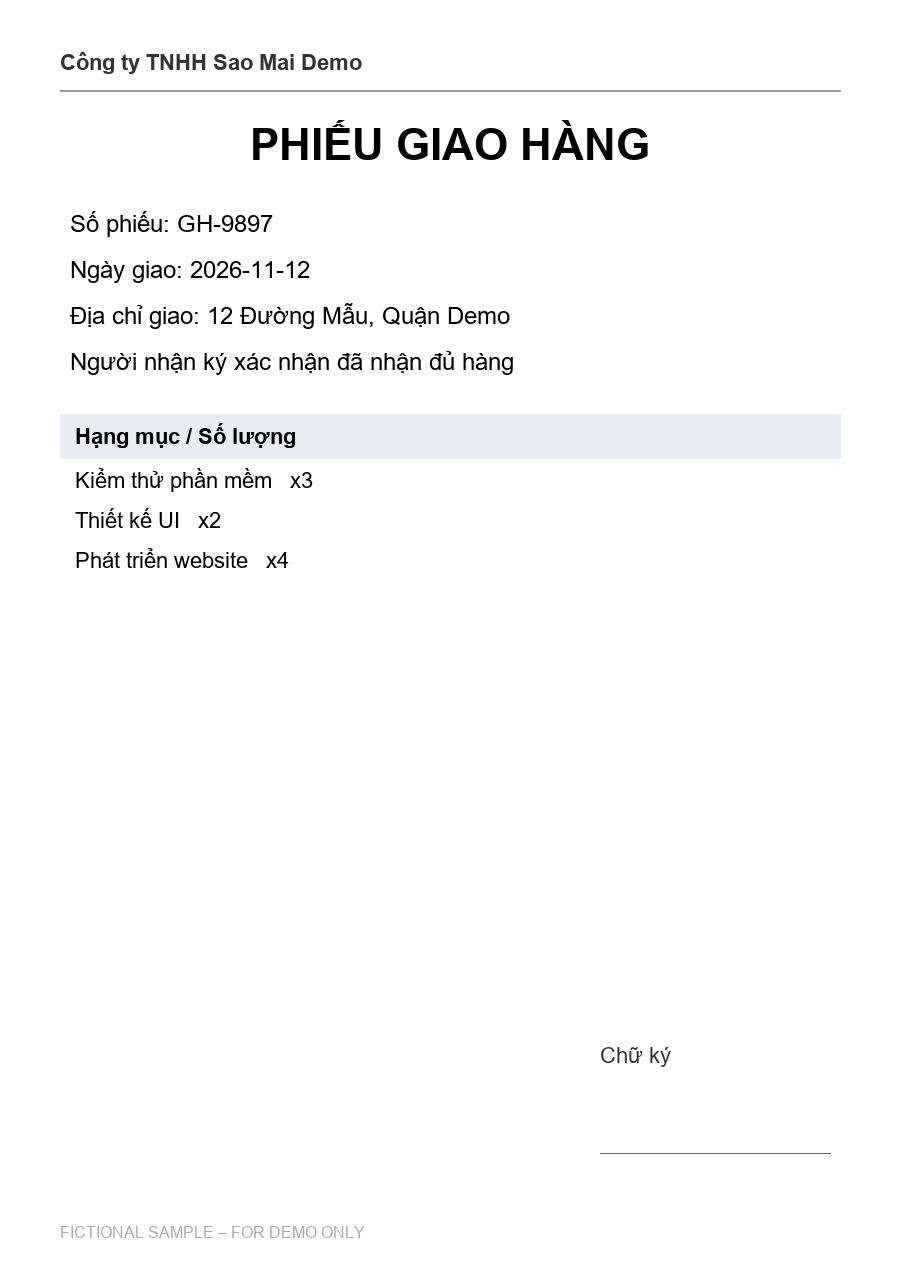 Công ty TNHH Sao Mai Demo
PHIẾU GIAO HÀNG
Số phiếu: GH-9897
Ngày giao: 2026-11-12
Địa chỉ giao: 12 Đường Mẫu, Quận Demo
Người nhận ký xác nhận đã nhận đủ hàng
Hạng mục / Số lượng
Kiểm thử phần mềm x3
Thiết kế UI x2
Phát triển website x4
Chữ ký
FICTIONAL SAMPLE – FOR DEMO ONLY